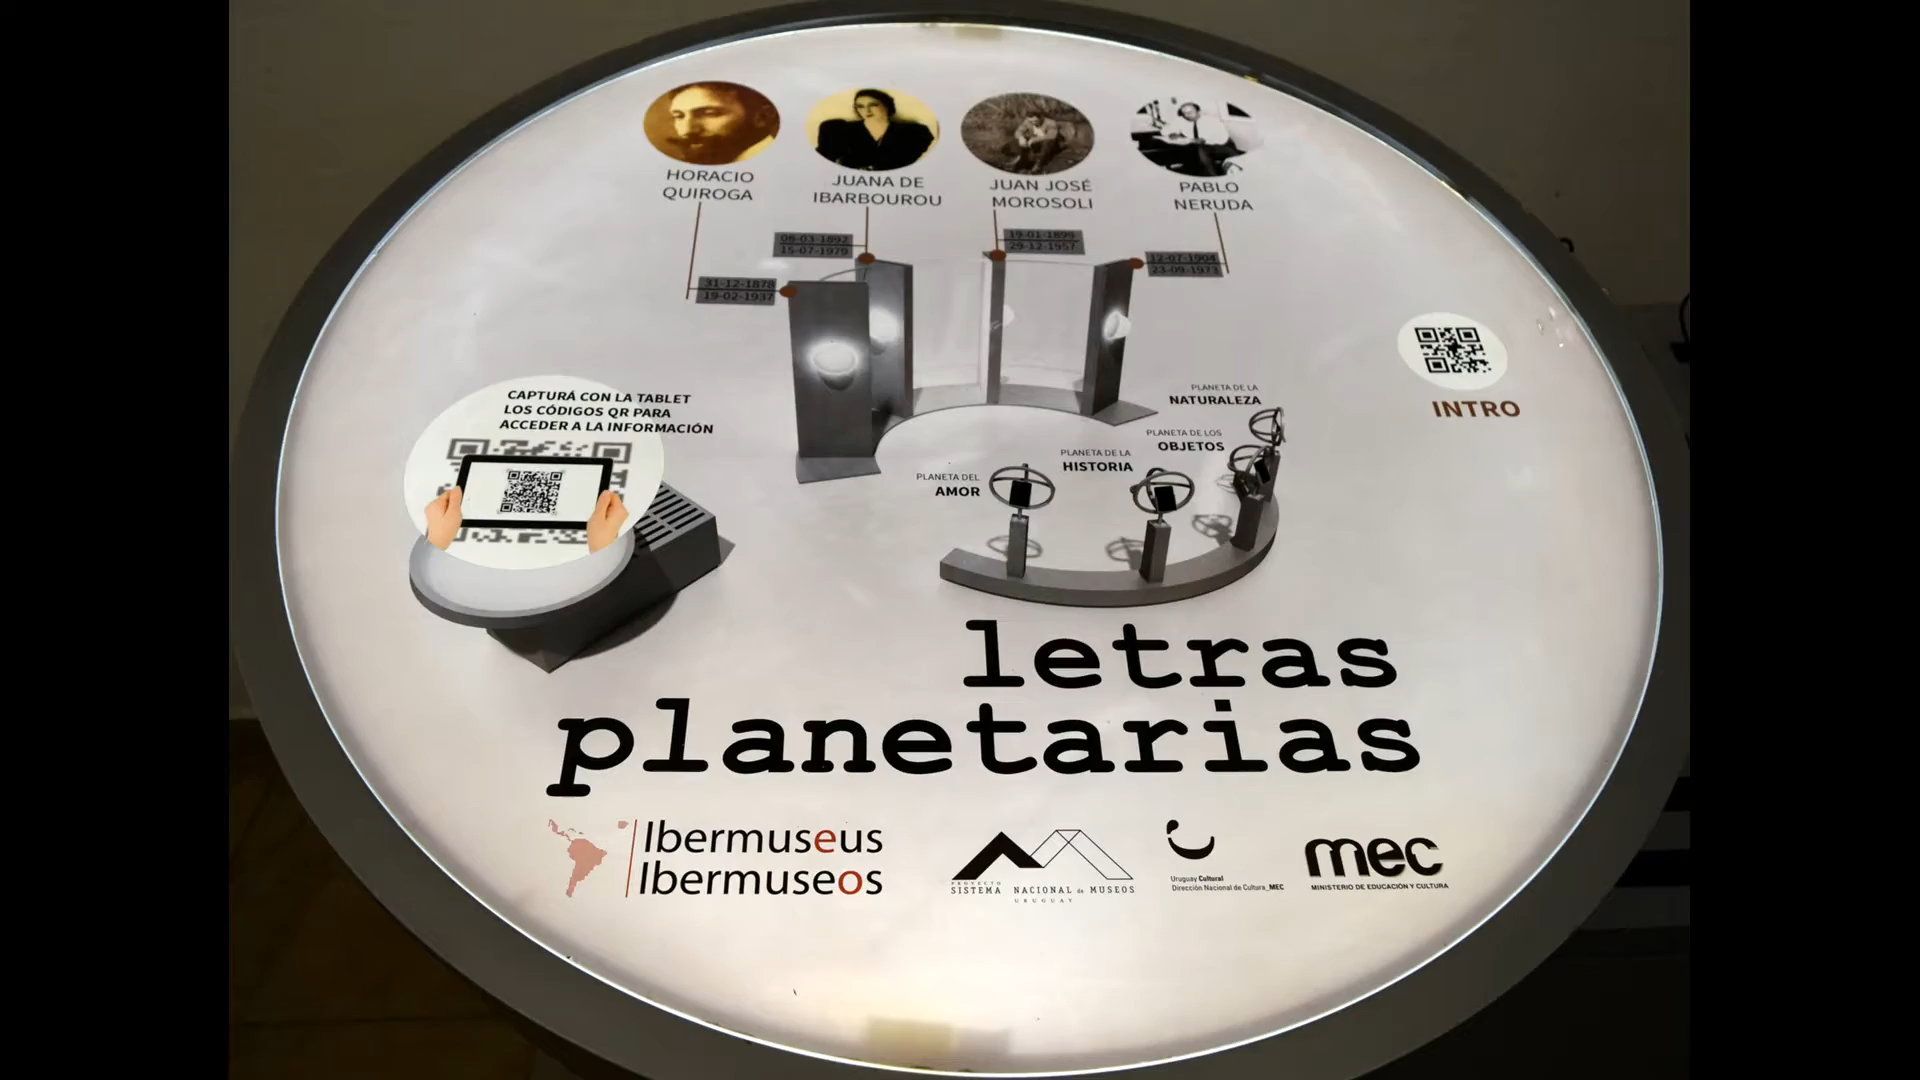 HORACIO
QUIROGA
JUANA DE
IBARBOUROU
JUAN JOSÉ
MOROSOLI
PABLO
NERUDA
31-12-1878
19-02-1937
08-03-1892
15-07-1979
19-01-1899
29-12-1957
12-07-1904
23-09-1973
CAPTURÁ CON LA TABLET
LOS CÓDIGOS QR PARA
ACCEDER A LA INFORMACIÓN
INTRO
PLANETA DEL
AMOR
PLANETA DE LA
HISTORIA
PLANETA DE LOS
OBJETOS
PLANETA DE LA
NATURALEZA
letras
planetarias
Ibermuseus
Ibermuseos
PROYECTO
SISTEMA NACIONAL de MUSEOS
URUGUAY
Uruguay Cultural
Dirección Nacional de Cultura_MEC
mec
MINISTERIO DE EDUCACIÓN Y CULTURA